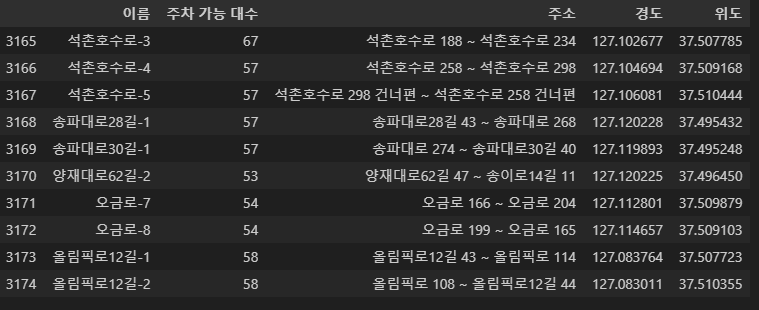 이름 주차 가능 대수 주소 경도 위도
3165 석촌호수로-3 67 석촌호수로 188 ~ 석촌호수로 234 127.102677 37.507785
3166 석촌호수로-4 57 석촌호수로 258 ~ 석촌호수로 298 127.104694 37.509168
3167 석촌호수로-5 57 석촌호수로 298 건너편 ~ 석촌호수로 258 건너편 127.106081 37.510444
3168 송파대로28길-1 57 송파대로28길 43 ~ 송파대로 268 127.120228 37.495432
3169 송파대로30길-1 57 송파대로 274 ~ 송파대로30길 40 127.119893 37.495248
3170 양재대로62길-2 53 양재대로62길 47 ~ 송이로14길 11 127.120225 37.496450
3171 오금로-7 54 오금로 166 ~ 오금로 204 127.112801 37.509879
3172 오금로-8 54 오금로 199 ~ 오금로 165 127.114657 37.509103
3173 올림픽로12길-1 58 올림픽로12길 43 ~ 올림픽로 114 127.083764 37.507723
3174 올림픽로12길-2 58 올림픽로 108 ~ 올림픽로12길 44 127.083011 37.510355